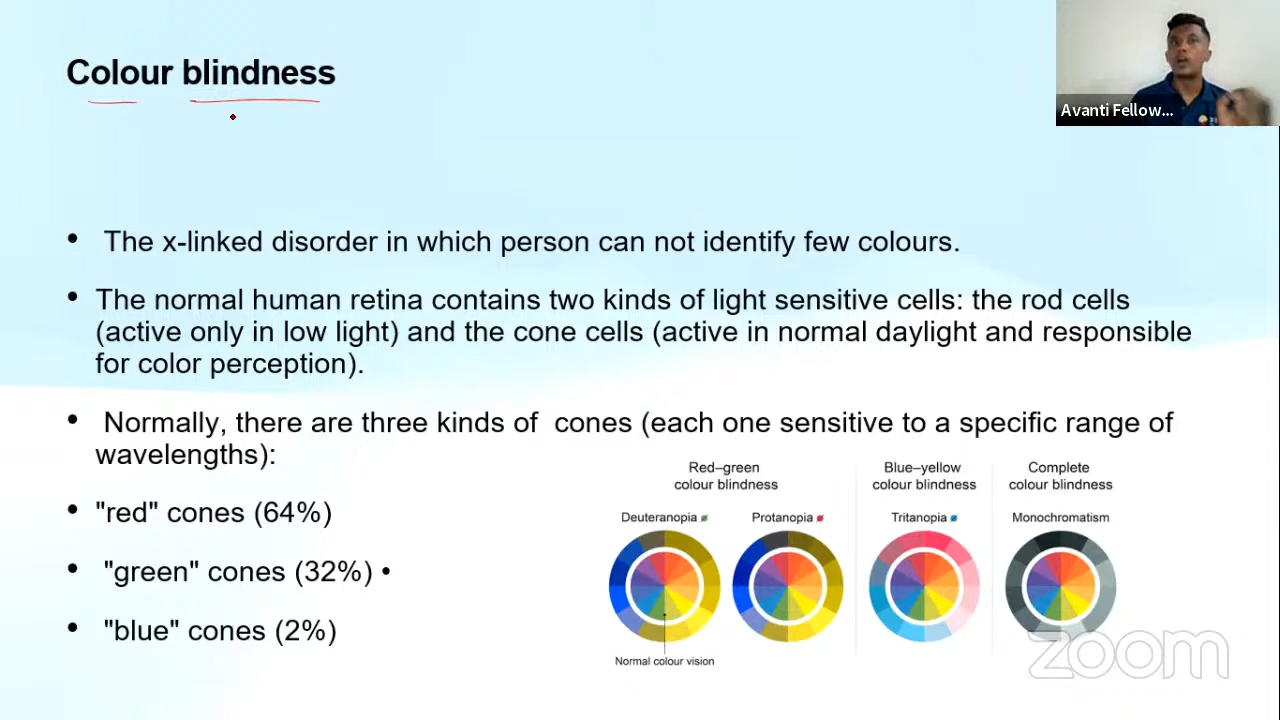 Colour blindness
Avanti Fellow...
• The x-linked disorder in which person can not identify few colours.
• The normal human retina contains two kinds of light sensitive cells: the rod cells
(active only in low light) and the cone cells (active in normal daylight and responsible
for color perception).
• Normally, there are three kinds of cones (each one sensitive to a specific range of
wavelengths):
• "red" cones (64%)
• "green" cones (32%) •
• "blue" cones (2%)
Red–green
colour blindness
Blue–yellow
colour blindness
Complete
colour blindness
Deuteranopia
Protanopia
Tritanopia
Monochromatism
Normal colour vision
zoom